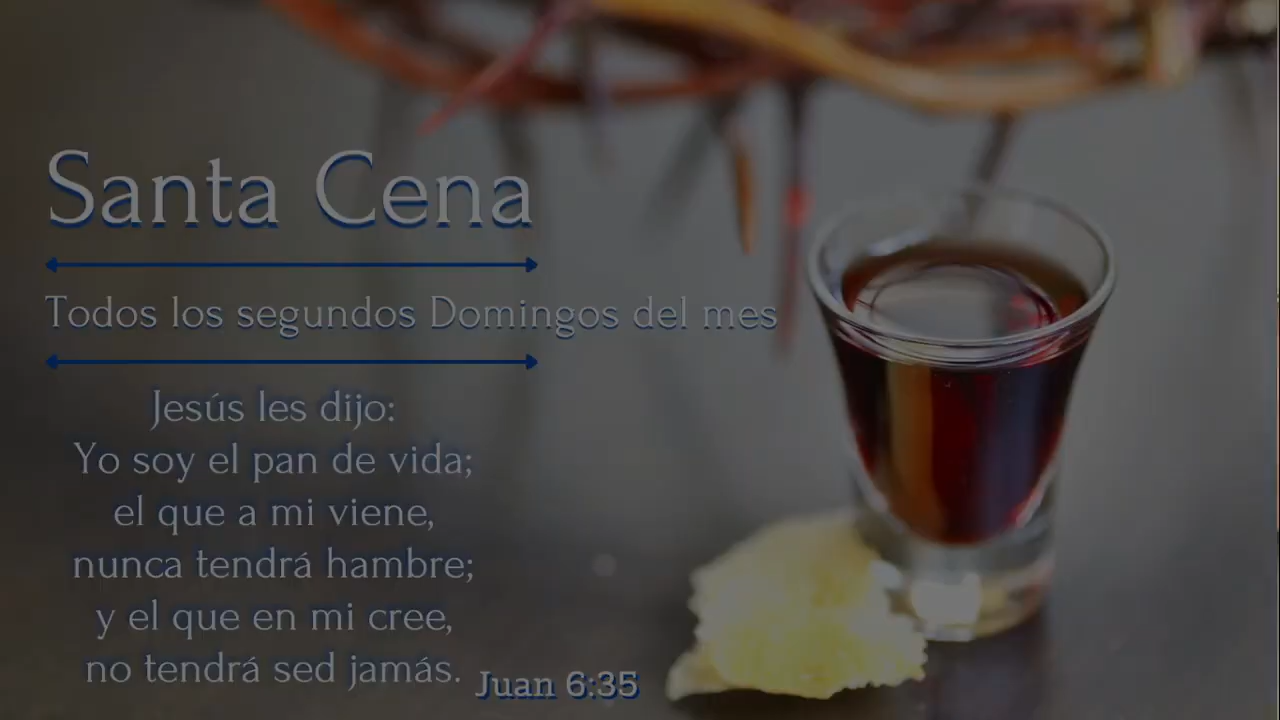 Santa Cena
Todos los segundos Domingos del mes
Jesús les dijo:
Yo soy el pan de vida;
el que a mi viene,
nunca tendrá hambre;
y el que en mi cree,
no tendrá sed jamás.
Juan 6:35